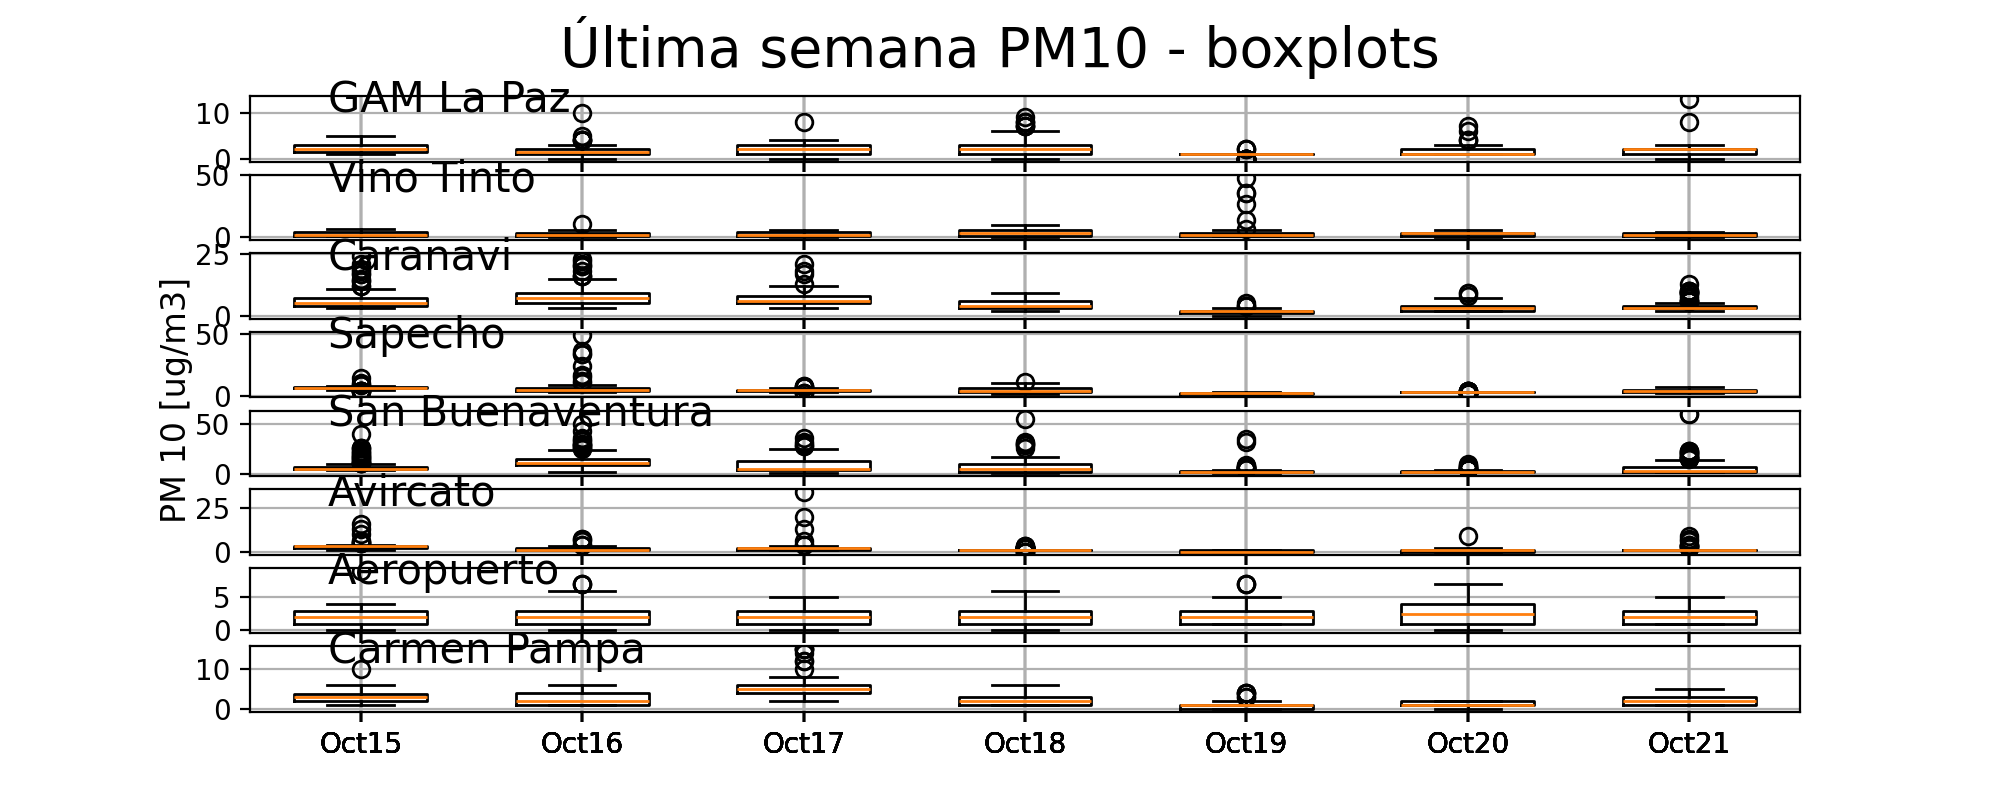 Última semana PM10 - boxplots
GAM La Paz
10
0
Vino Tinto
50
0
Caranavi
25
0
Sapecho
50
0
San Buenaventura
50
0
Avircato
25
0
Aeropuerto
5
0
Carmen Pampa
10
0
PM 10 [ug/m3]
Oct15 Oct16 Oct17 Oct18 Oct19 Oct20 Oct21